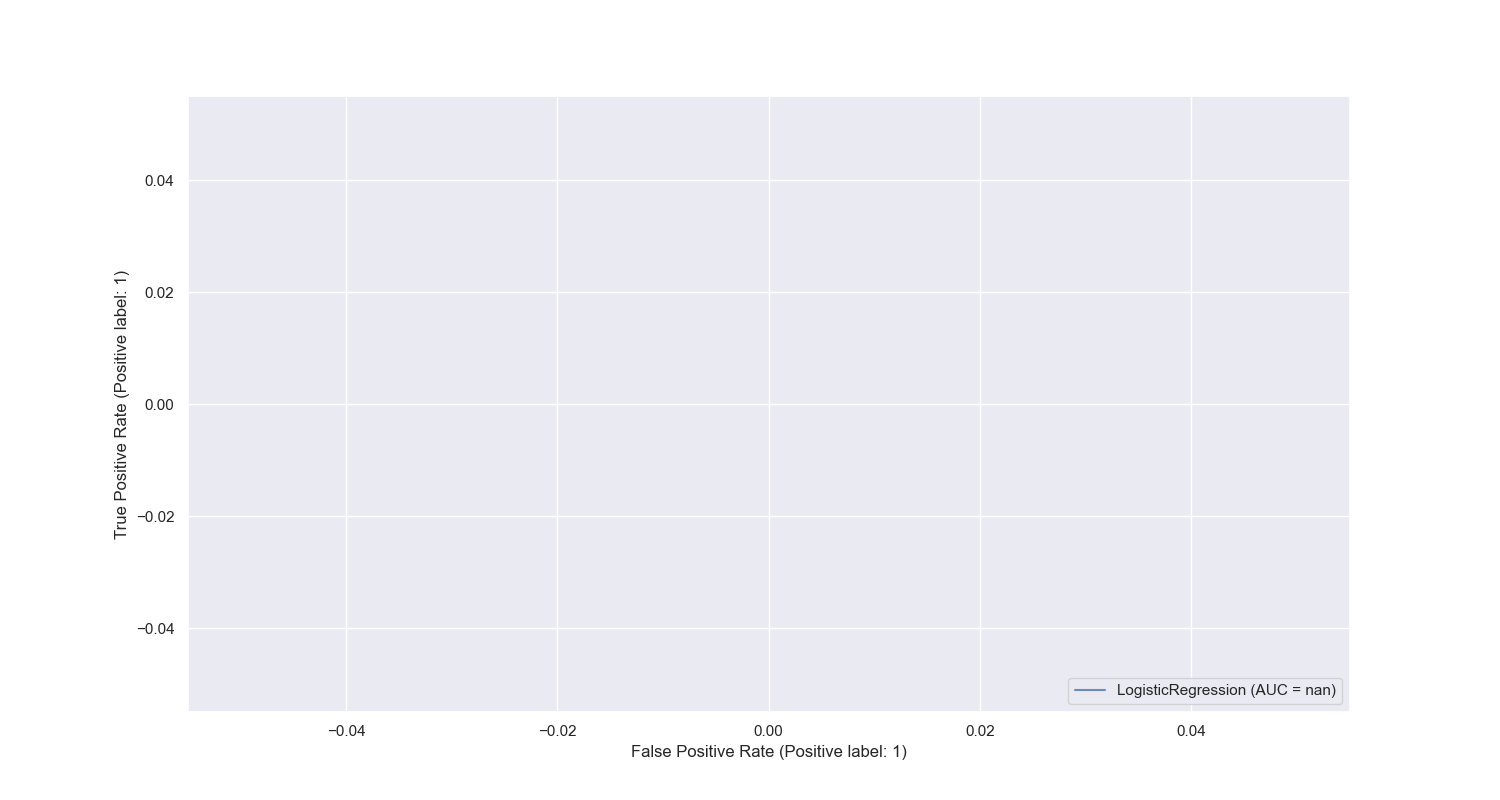 0.04
0.02
0.00
−0.02
−0.04
True Positive Rate (Positive label: 1)
LogisticRegression (AUC = nan)
−0.04 −0.02 0.00 0.02 0.04
False Positive Rate (Positive label: 1)